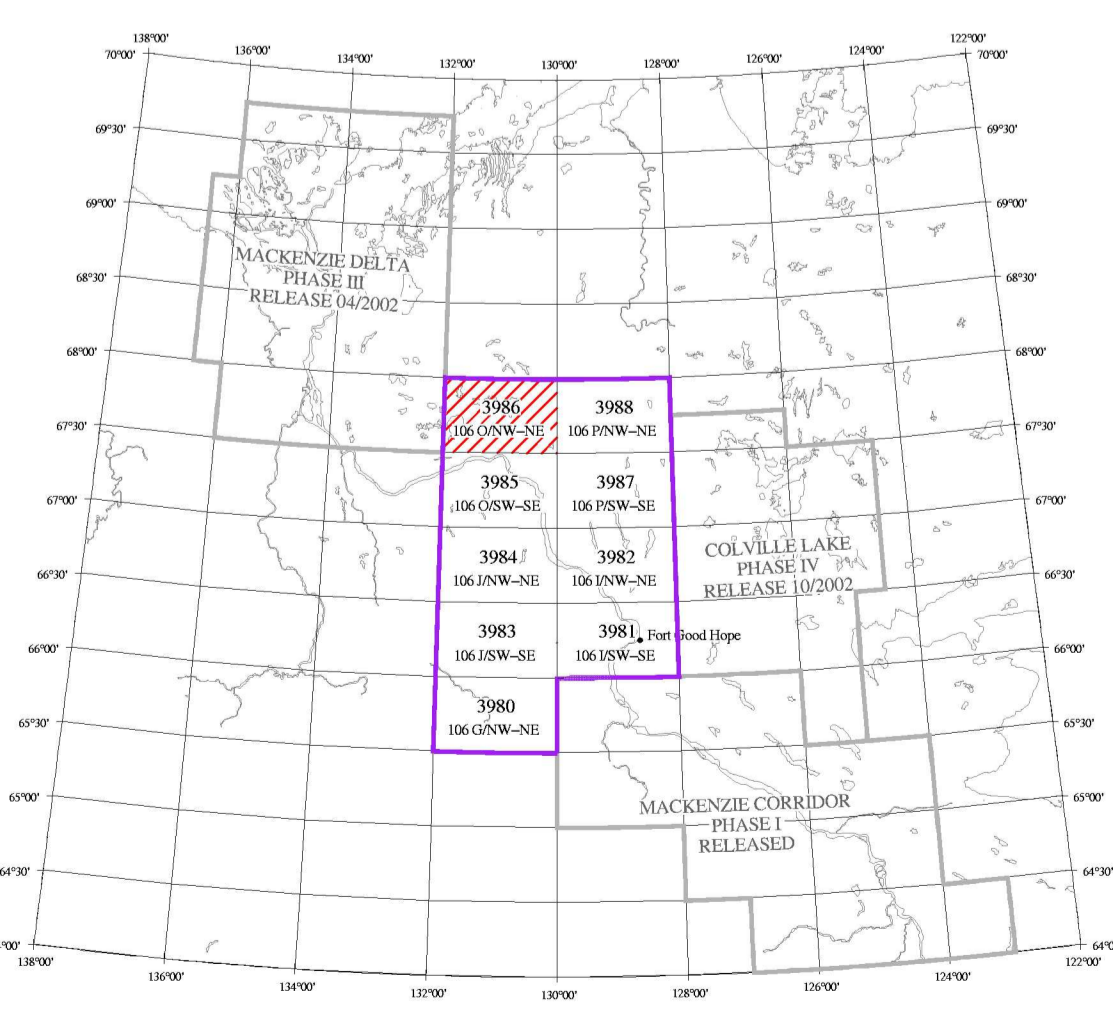 138°00'
136°00'
134°00'
132°00'
130°00'
128°00'
126°00'
124°00'
122°00'
70°00'
70°00'
69°30'
69°30'
69°00'
69°00'
MACKENZIE DELTA
PHASE III
RELEASE 04/2002
68°30'
68°30'
68°00'
68°00'
3986
106 O/NW–NE
3988
106 P/NW–NE
67°30'
67°30'
3985
106 O/SW–SE
3987
106 P/SW–SE
67°00'
67°00'
COLVILLE LAKE
PHASE IV
RELEASE 10/2002
3984
106 J/NW–NE
3982
106 I/NW–NE
66°30'
66°30'
3983
106 J/SW–SE
3981
106 I/SW–SE
Fort Good Hope
66°00'
66°00'
3980
106 G/NW–NE
65°30'
65°30'
65°00'
65°00'
MACKENZIE CORRIDOR
PHASE I
RELEASED
64°30'
64°30'
°00'
64°0
138°00'
136°00'
134°00'
132°00'
130°00'
128°00'
126°00'
124°00'
122°00'